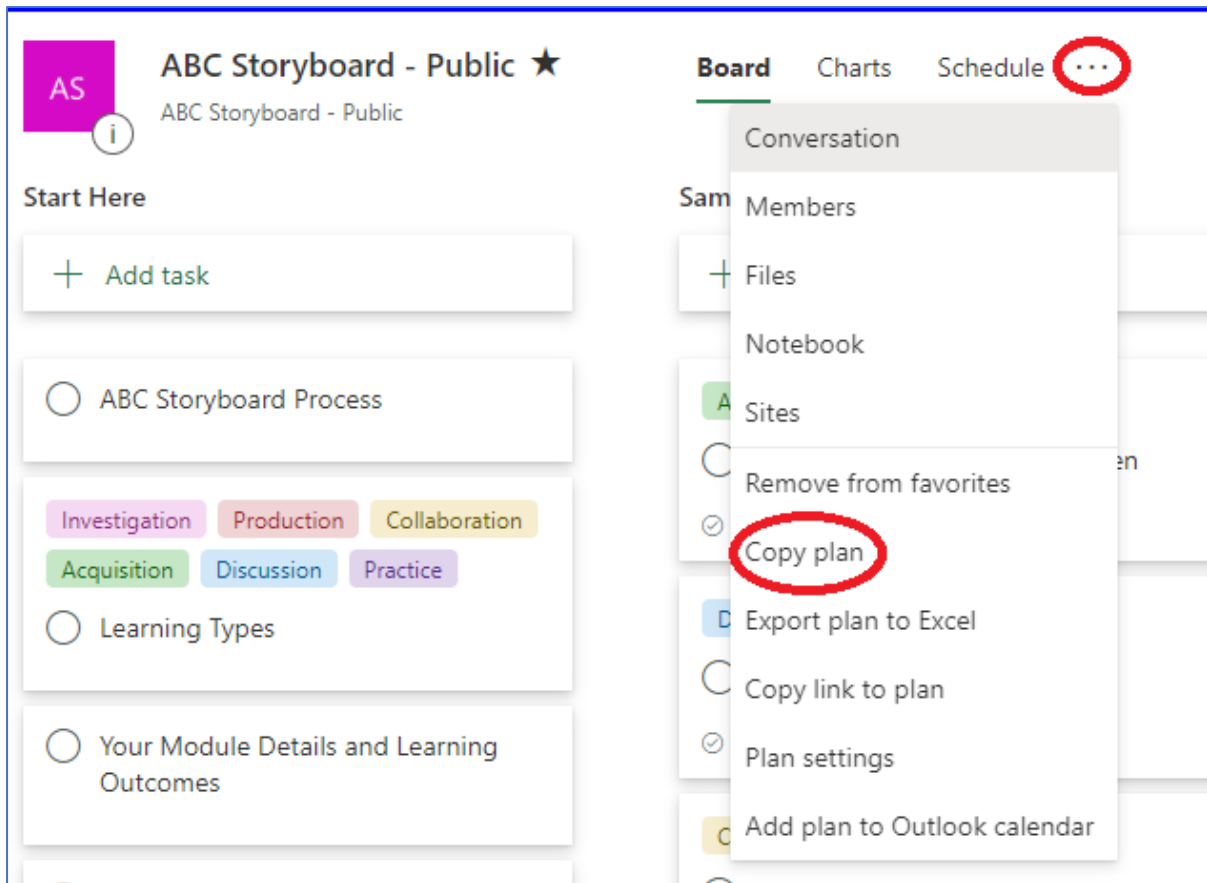 AS
ABC Storyboard - Public ★
ABC Storyboard - Public
i
Board Charts Schedule ···
Start Here
+ Add task
ABC Storyboard Process
Investigation Production Collaboration
Acquisition Discussion Practice
Learning Types
Your Module Details and Learning
Outcomes
Sam
+
A
en
D
C
Conversation
Members
Files
Notebook
Sites
Remove from favorites
Copy plan
Export plan to Excel
Copy link to plan
Plan settings
Add plan to Outlook calendar